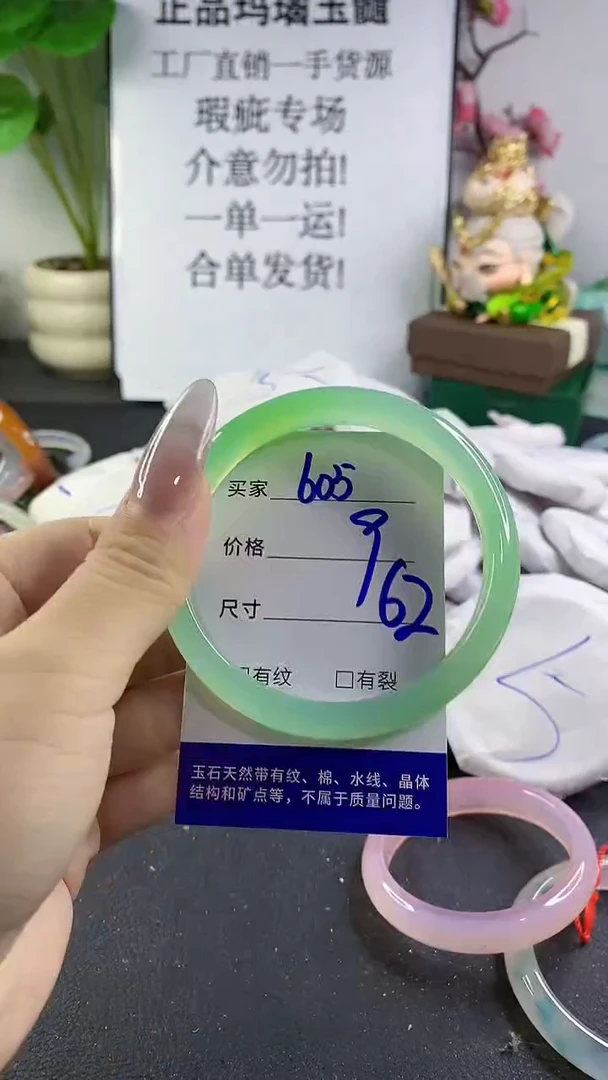 正品玛瑙玉髓
工厂直销一手货源
瑕疵专场
介意勿拍!
一单一运!
合单发货!
买家 605
价格 9
尺寸 62
□有纹 □有裂
玉石天然带有纹、棉、水线、晶体
结构和矿点等，不属于质量问题。